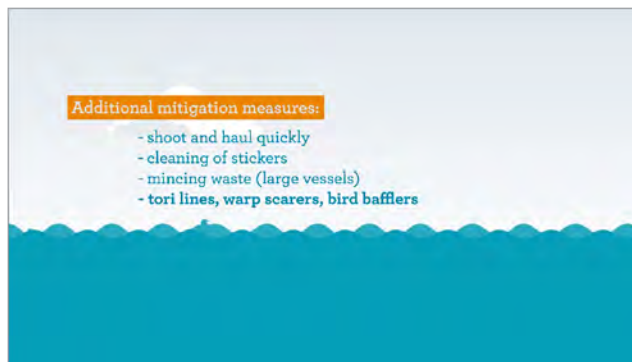 Additional mitigation measures:
- shoot and haul quickly
- cleaning of stickers
- mincing waste (large vessels)
- tori lines, warp scarers, bird bafflers